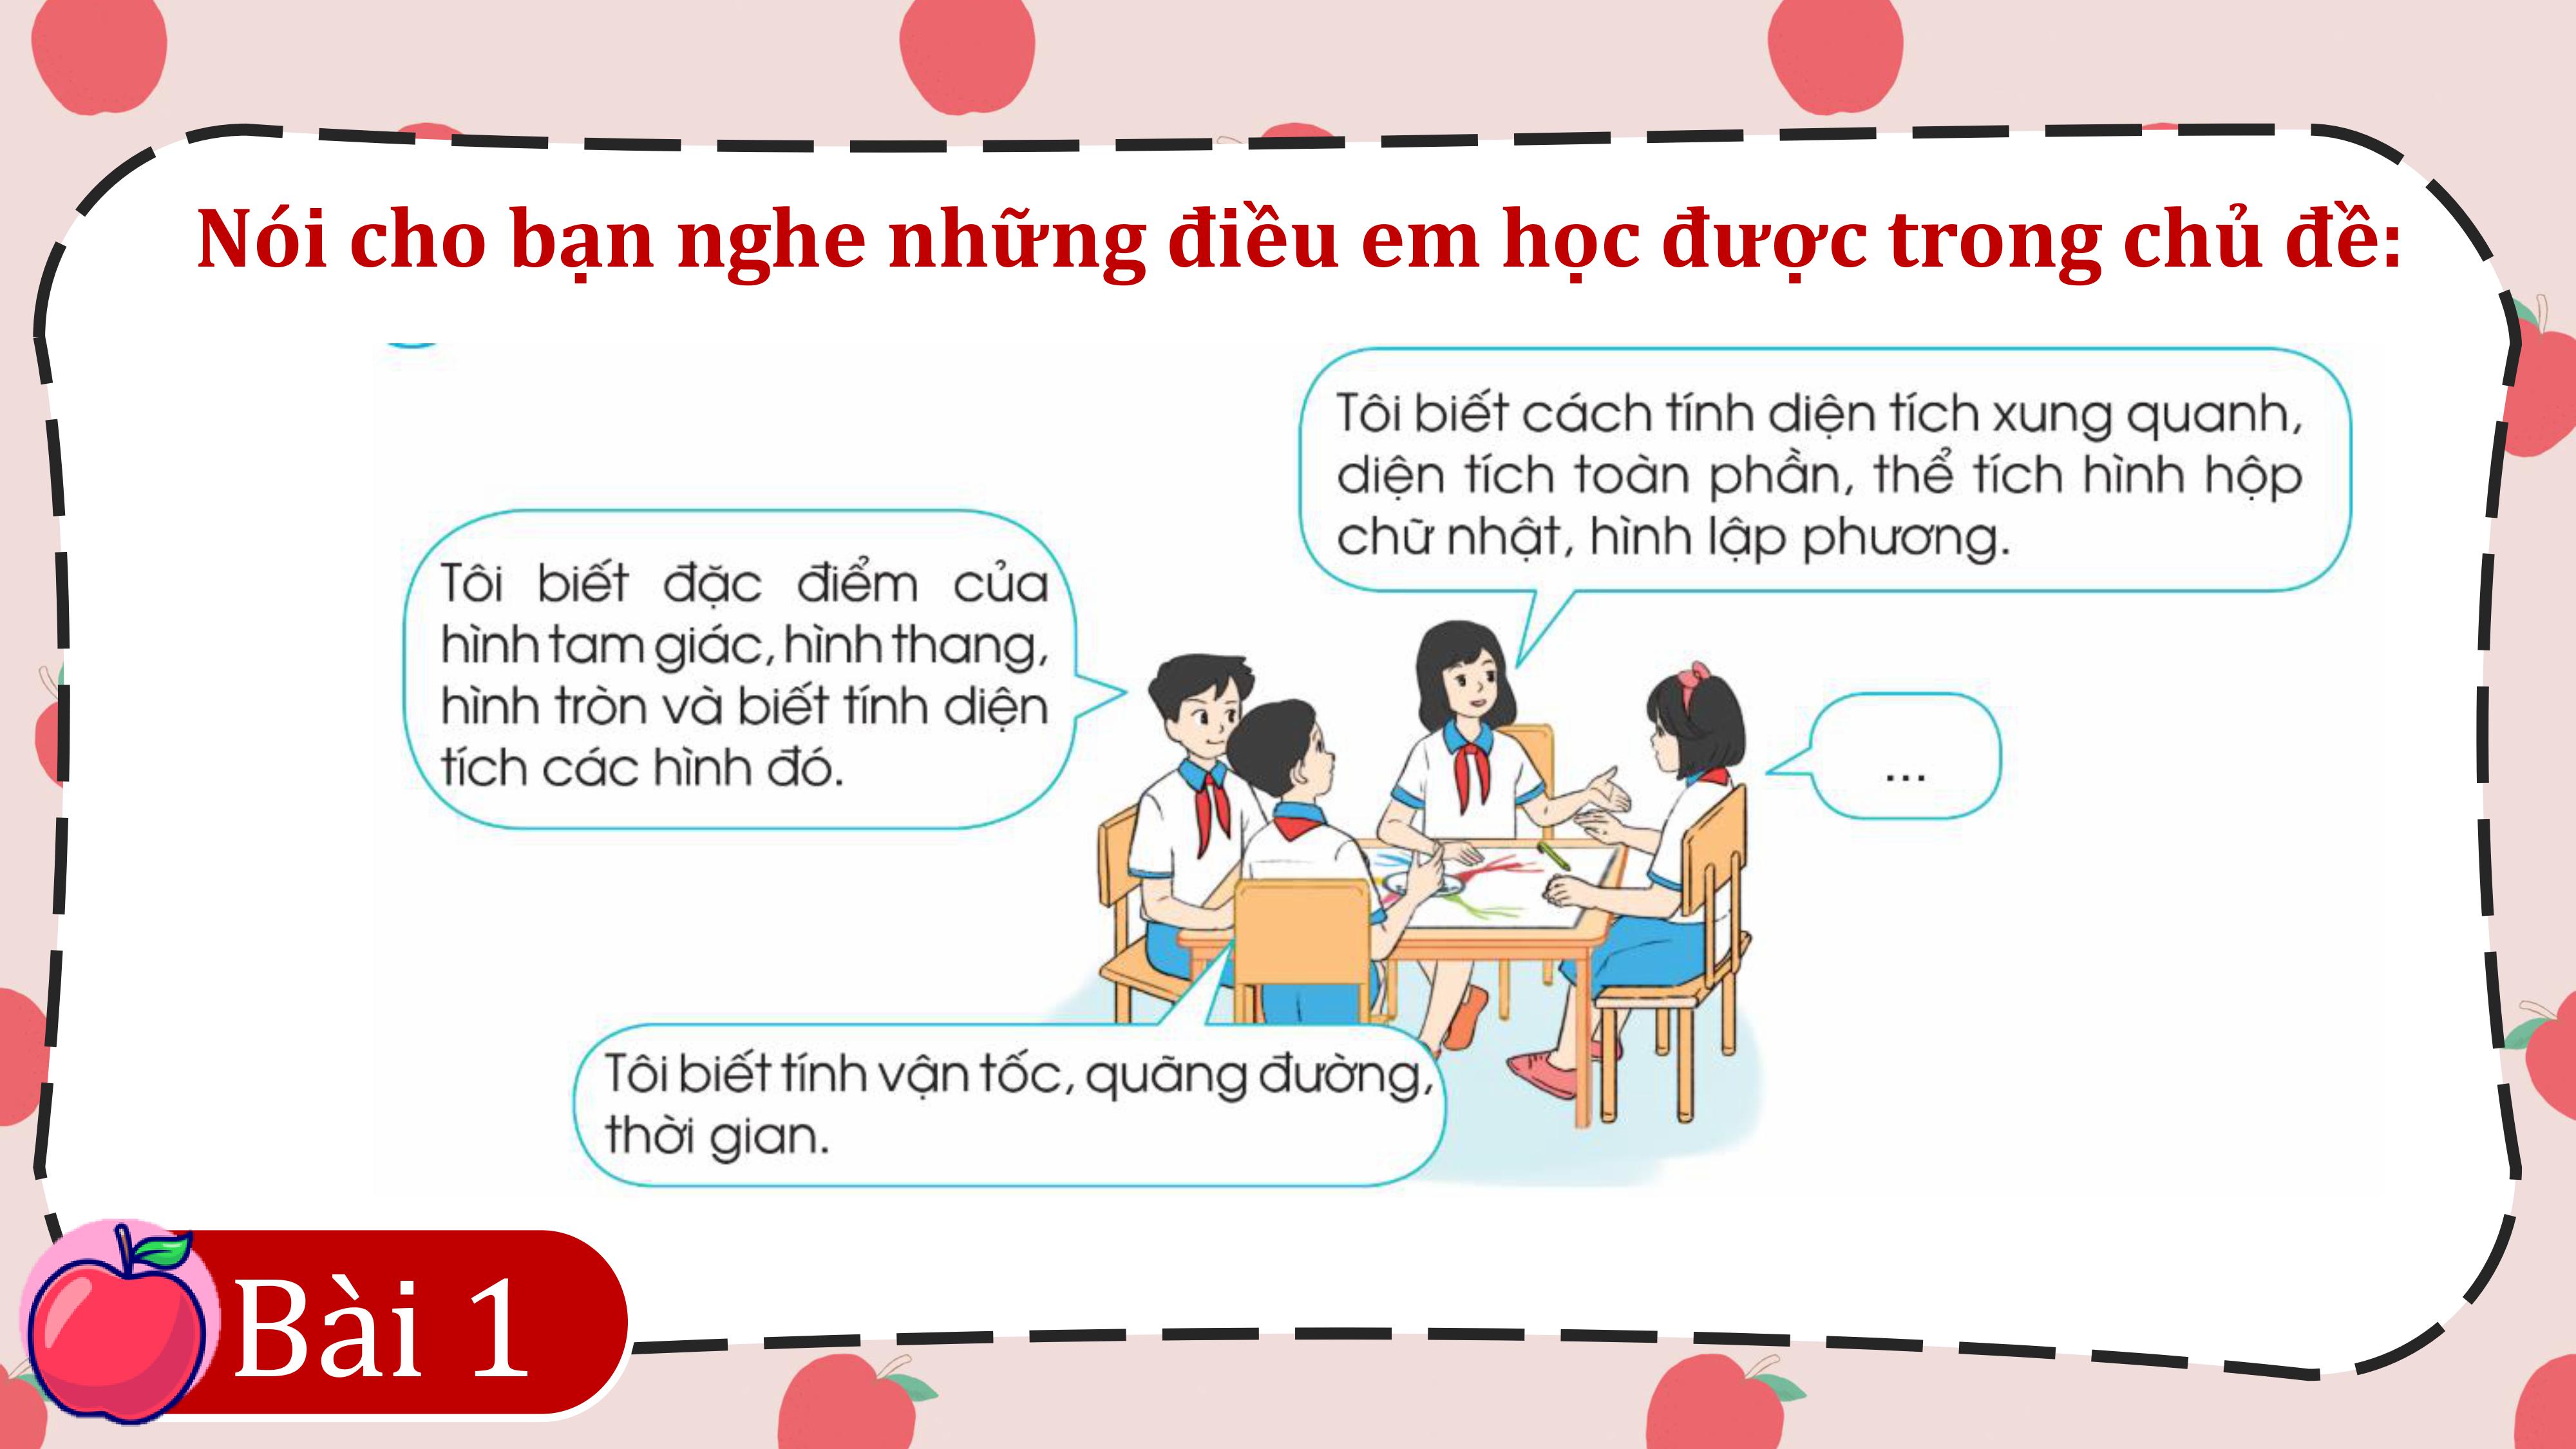 Nói cho bạn nghe những điều em học được trong chủ đề:
Tôi biết cách tính diện tích xung quanh,
diện tích toàn phần, thể tích hình hộp
chữ nhật, hình lập phương.
Tôi biết đặc điểm của
hình tam giác, hình thang,
hình tròn và biết tính diện
tích các hình đó.
...
Tôi biết tính vận tốc, quãng đường,
thời gian.
Bài 1